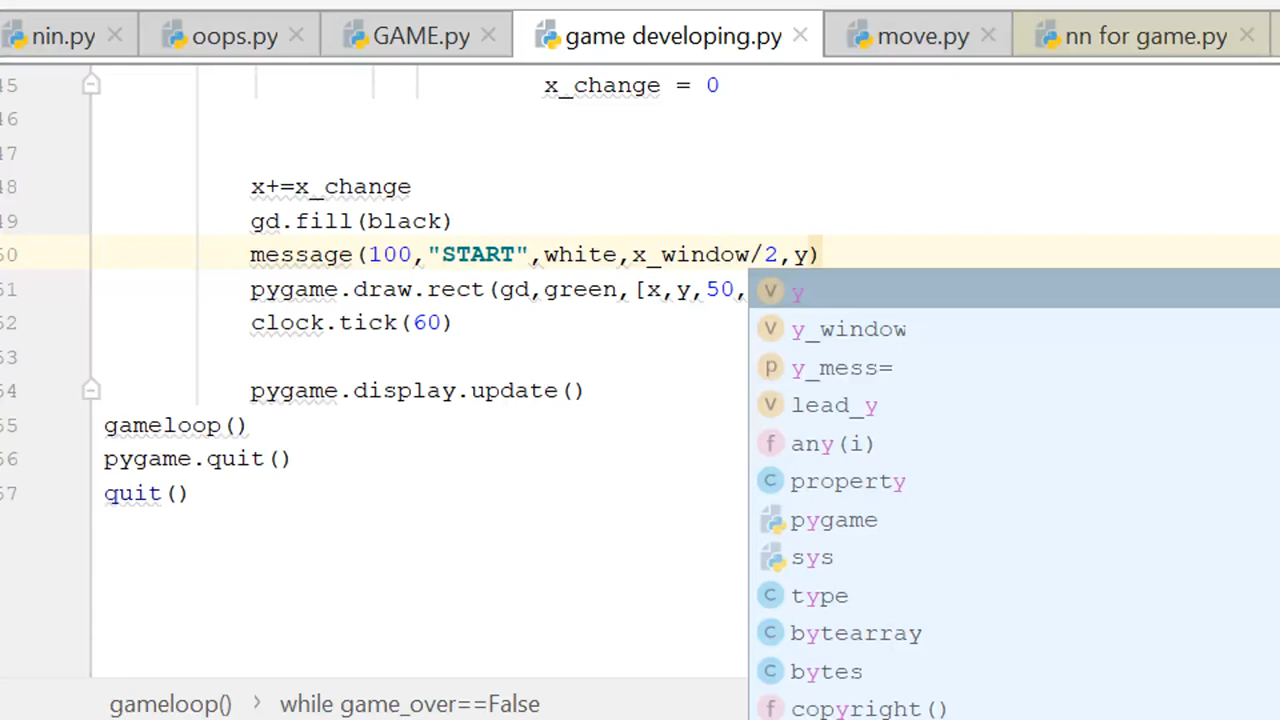 nin.py oops.py GAME.py game developing.py move.py nn for game.py
45 x_change = 0
46
47
48 x+=x_change
49 gd.fill(black)
50 message(100,"START",white,x_window/2,y)
51 pygame.draw.rect(gd,green,[x,y,50,
52 clock.tick(60)
53
54 pygame.display.update()
55 gameloop()
56 pygame.quit()
57 quit()
V y
V y_window
p y_mess=
V lead_y
f any(i)
C property
pygame
sys
C type
C bytearray
C bytes
f copyright()
gameloop() › while game_over==False